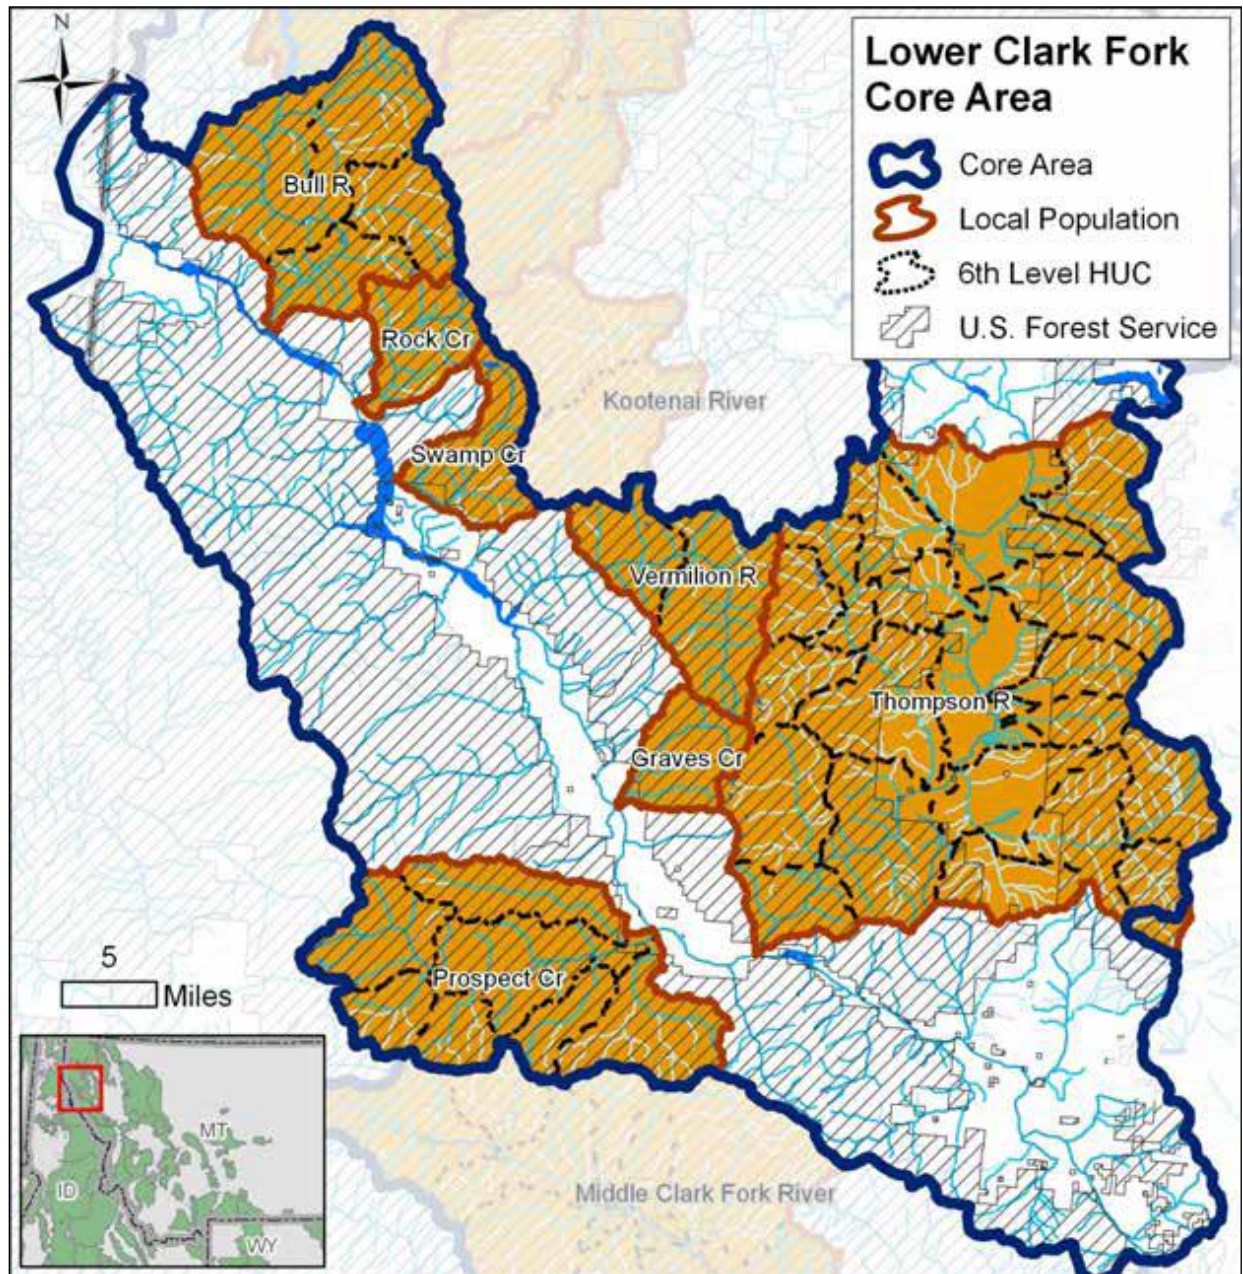 N
Lower Clark Fork
Core Area
Core Area
Local Population
6th Level HUC
U.S. Forest Service
Bull R
Rock Cr
Kootenai River
Swamp Cr
Vermilion R
Thompson R
Graves Cr
Prospect Cr
5
Miles
MT
ID
WY
Middle Clark Fork River